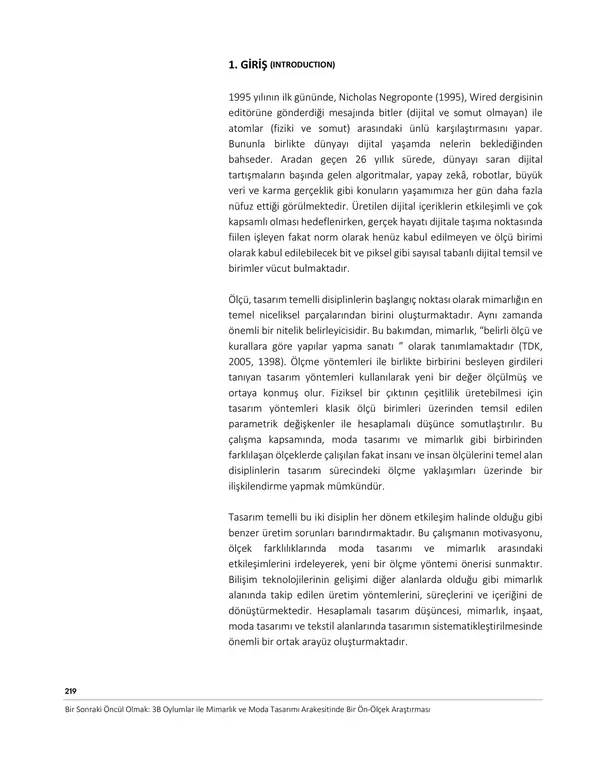 1. GİRİŞ (INTRODUCTION)
1995 yılının ilk gününde, Nicholas Negroponte (1995), Wired dergisinin
editörüne gönderdiği mesajında bitler (dijital ve somut olmayan) ile
atomlar (fiziki ve somut) arasındaki ünlü karşılaştırmasını yapar.
Bununla birlikte dünyayı dijital yaşamda nelerin beklediğinden
bahseder. Aradan geçen 26 yıllık sürede, dünyayı saran dijital
tartışmaların başında gelen algoritmalar, yapay zekâ, robotlar, büyük
veri ve karma gerçeklik gibi konuların yaşamımıza her gün daha fazla
nüfuz ettiği görülmektedir. Üretilen dijital içeriklerin etkileşimli ve çok
kapsamlı olması hedeflenirken, gerçek hayatı dijitale taşıma noktasında
fiilen işleyen fakat norm olarak henüz kabul edilmeyen ve ölçü birimi
olarak kabul edilebilecek bit ve piksel gibi sayısal tabanlı dijital temsil ve
birimler vücut bulmaktadır.
Ölçü, tasarım temelli disiplinlerin başlangıç noktası olarak mimarlığın en
temel niceliksel parçalarından birini oluşturmaktadır. Aynı zamanda
önemli bir nitelik belirleyicisidir. Bu bakımdan, mimarlık, “belirli ölçü ve
kurallara göre yapılar yapma sanatı ” olarak tanımlamaktadır (TDK,
2005, 1398). Ölçme yöntemleri ile birlikte birbirini besleyen girdileri
tanıyan tasarım yöntemleri kullanılarak yeni bir değer ölçülmüş ve
ortaya konmuş olur. Fiziksel bir çıktının çeşitlilik üretebilmesi için
tasarım yöntemleri klasik ölçü birimleri üzerinden temsil edilen
parametrik değişkenler ile hesaplamalı düşünce somutlaştırılır. Bu
çalışma kapsamında, moda tasarımı ve mimarlık gibi birbirinden
farklılaşan ölçeklerde çalışılan fakat insanı ve insan ölçülerini temel alan
disiplinlerin tasarım sürecindeki ölçme yaklaşımları üzerinde bir
ilişkilendirme yapmak mümkündür.
Tasarım temelli bu iki disiplin her dönem etkileşim halinde olduğu gibi
benzer üretim sorunları barındırmaktadır. Bu çalışmanın motivasyonu,
ölçek farklılıklarında moda tasarımı ve mimarlık arasındaki
etkileşimlerini irdeleyerek, yeni bir ölçme yöntemi önerisi sunmaktır.
Bilişim teknolojilerinin gelişimi diğer alanlarda olduğu gibi mimarlık
alanında takip edilen üretim yöntemlerini, süreçlerini ve içeriğini de
dönüştürmektedir. Hesaplamalı tasarım düşüncesi, mimarlık, inşaat,
moda tasarımı ve tekstil alanlarında tasarımın sistematikleştirilmesinde
önemli bir ortak arayüz oluşturmaktadır.
219
Bir Sonraki Öncül Olmak: 3B Oylumlar ile Mimarlık ve Moda Tasarımı Arakesitinde Bir Ön-Ölçek Araştırması